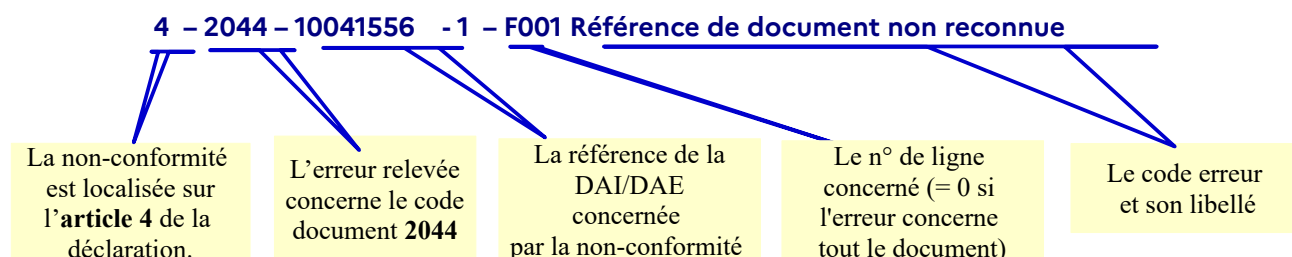 4 – 2044 – 10041556 - 1 – F001 Référence de document non reconnue
La non-conformité
est localisée sur
l’article 4 de la
déclaration.
L’erreur relevée
concerne le code
document 2044
La référence de la
DAI/DAE
concernée
par la non-conformité
Le n° de ligne
concerné (= 0 si
l'erreur concerne
tout le document)
Le code erreur
et son libellé